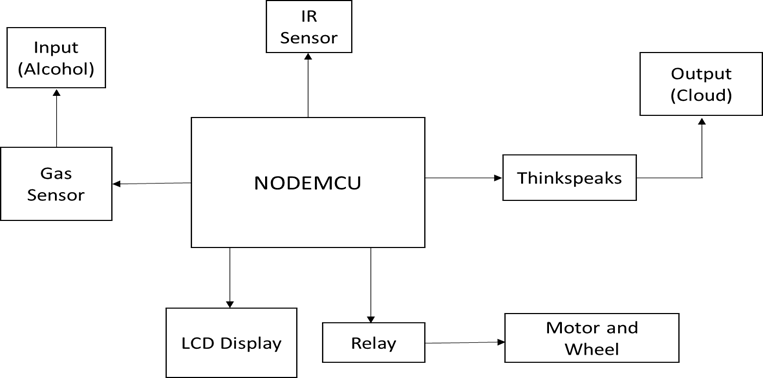 IR
Sensor
Input
(Alcohol)
Output
(Cloud)
Gas
Sensor
NODEMCU
Thinkspeaks
LCD Display
Relay
Motor and
Wheel